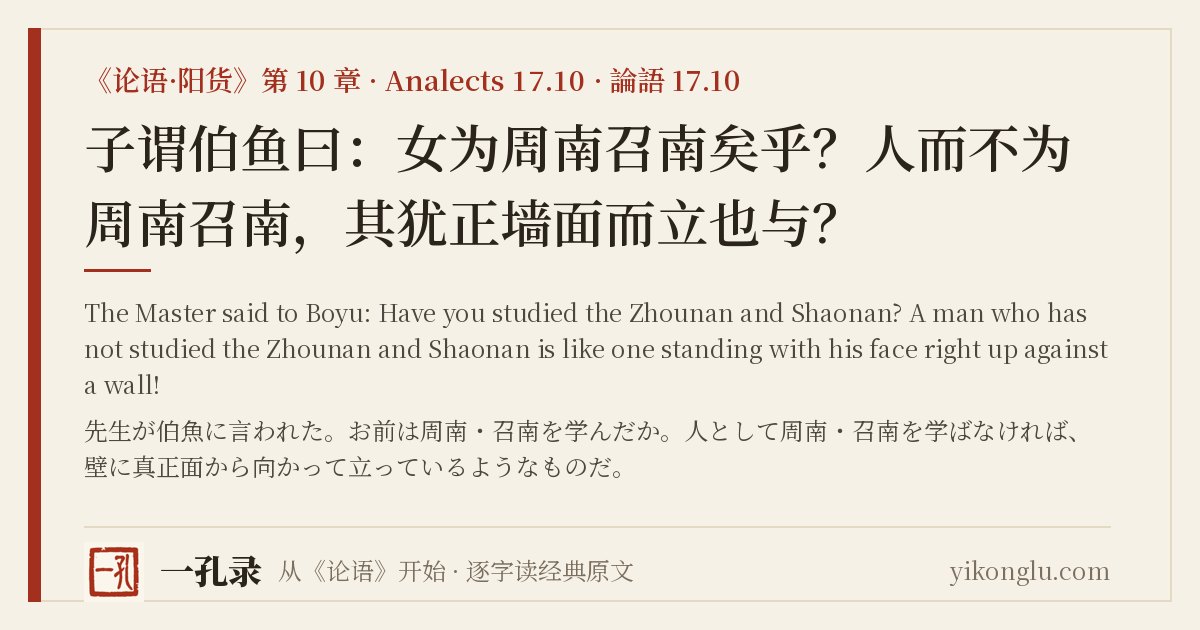 《论语·阳货》第 10 章 · Analects 17.10 · 論語 17.10
子谓伯鱼曰：女为周南召南矣乎？人而不为
周南召南，其犹正墙面而立也与？
The Master said to Boyu: Have you studied the Zhounan and Shaonan? A man who has
not studied the Zhounan and Shaonan is like one standing with his face right up against
a wall!
先生が伯魚に言われた。お前は周南・召南を学んだか。人として周南・召南を学ばなければ、
壁に真正面から向かって立っているようなものだ。
一孔
一孔录 从《论语》开始 · 逐字读经典原文 yikonglu.com